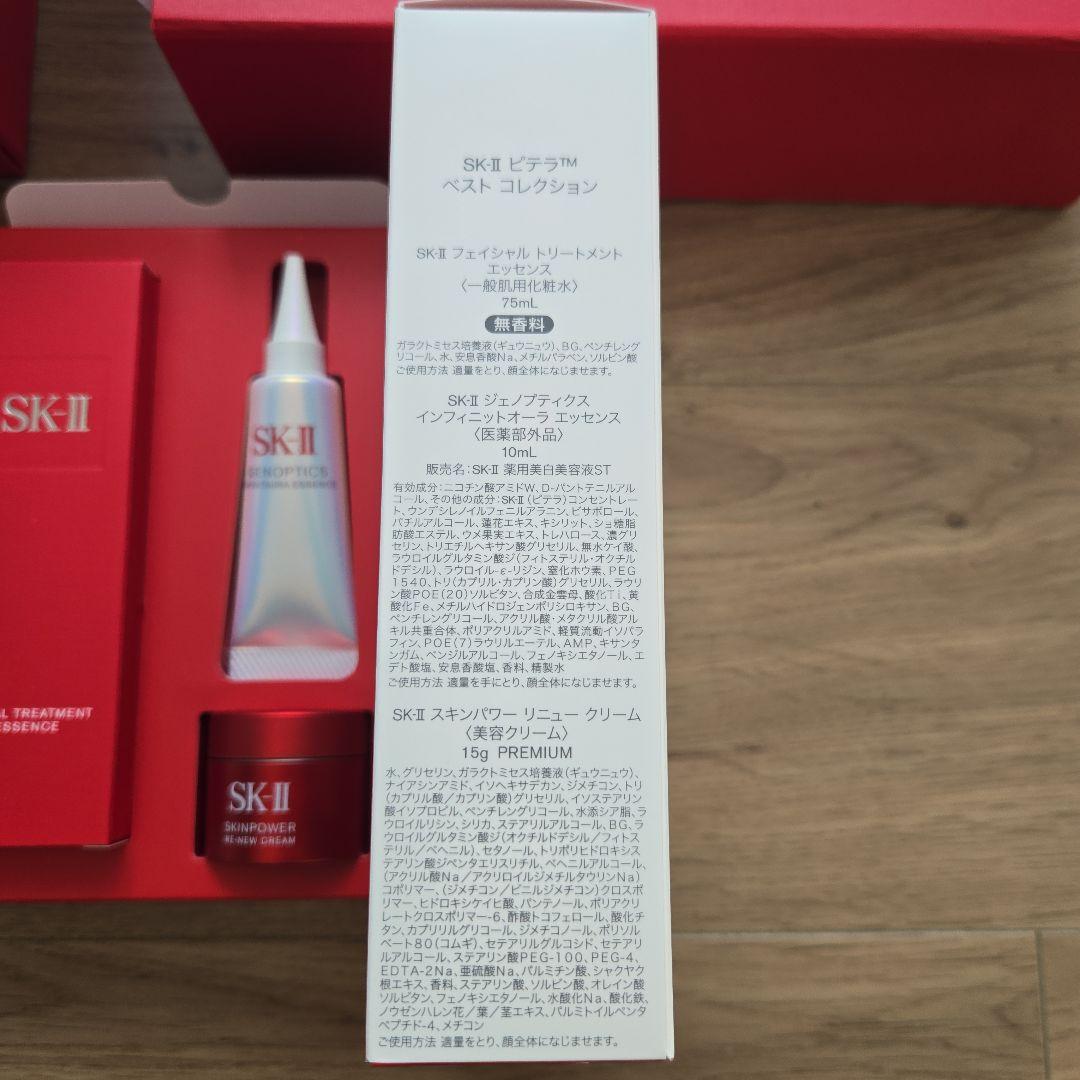 SK-II ピテラ™
ベスト コレクション
SK-II フェイシャル トリートメント
エッセンス
〈一般肌用化粧水〉
75mL
無香料
ガラクトミセス培養液(ギュウニュウ)、BG、ペンチレング
リコール、水、安息香酸Na、メチルパラベン、ソルビン酸
ご使用方法 適量をとり、顔全体になじませます。
SK-II ジェノプティクス
インフィニットオーラ エッセンス
〈医薬部外品〉
10mL
販売名:SK-II 薬用美白美容液ST
有効成分:ニコチン酸アミドW、D-パントテニルアル
コール、その他の成分:SK-II(ピテラ)コンセントレー
ト、ウンデシレノイルフェニルアラニン、ビサボロール、
バチルアルコール、蓮花エキス、キシリット、ショ糖脂
肪酸エステル、ウメ果実エキス、トレハロース、濃グリ
セリン、トリエチルヘキサン酸グリセリル、無水ケイ酸、
ラウロイルグルタミン酸ジ(フィトステリル・オクチル
ドデシル)、ラウロイル-ε-リジン、窒化ホウ素、PEG
1540、トリ(カプリル・カプリン酸)グリセリル、ラウリ
ン酸POE(20)ソルビタン、合成金雲母、酸化Ti、黄
酸化Fe、メチルハイドロジェンポリシロキサン、BG、
ペンチレングリコール、アクリル酸・メタクリル酸アル
キル共重合体、ポリアクリルアミド、軽質流動イソパラ
フィン、POE(7)ラウリルエーテル、AMP、キサンタ
ンガム、ベンジルアルコール、フェノキシエタノール、エ
デト酸塩、安息香酸塩、香料、精製水
ご使用方法 適量を手にとり、顔全体になじませます。
SK-II スキンパワー リニュー クリーム
〈美容クリーム〉
15g PREMIUM
水、グリセリン、ガラクトミセス培養液(ギュウニュウ)、
ナイアシンアミド、イソヘキサデカン、ジメチコン、トリ
(カプリル酸/カプリン酸)グリセリル、イソステアリン
酸イソプロピル、ペンチレングリコール、水添シア脂、ラ
ウロイルリシン、シリカ、ステアリルアルコール、BG、ラ
ウロイルグルタミン酸ジ(オクチルドデシル/フィトス
テリル/ベヘニル)、セタノール、トリポリヒドロキシス
テアリン酸ジペンタエリスリチル、ベヘニルアルコール、
(アクリル酸Na/アクリロイルジメチルタウリンNa)
コポリマー、(ジメチコン/ビニルジメチコン)クロスポ
リマー、ヒドロキシケイヒ酸、パンテノール、ポリアクリ
レートクロスポリマー-6、酢酸トコフェロール、酸化チ
タン、カプリリルグリコール、ジメチコノール、ポリソル
ベート80(コムギ)、セテアリルグルコシド、セテアリ
ルアルコール、ステアリン酸PEG-100、PEG-4、
EDTA-2Na、亜硫酸Na、パルミチン酸、シャクヤク
根エキス、香料、ステアリン酸、ソルビン酸、オレイン酸
ソルビタン、フェノキシエタノール、水酸化Na、酸化鉄、
ノウゼンハレン花/葉/茎エキス、パルミトイルペンタ
ペプチド-4、メチコン
ご使用方法 適量をとり、顔全体になじませます。
SK-II
AL TREATMENT
ESSENCE
SK-II
GENOPTICS
ESSENCE
SK-II
SKINPOWER
RE-NEW CREAM